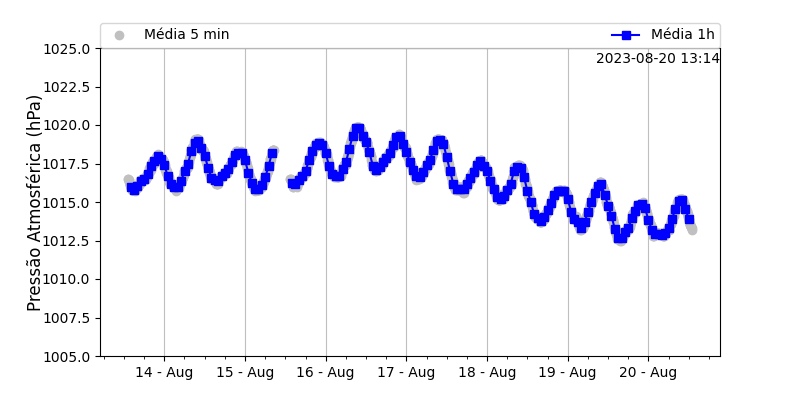 Média 5 min
Média 1h
2023-08-20 13:14
Pressão Atmosférica (hPa)
1025.0
1022.5
1020.0
1017.5
1015.0
1012.5
1010.0
1007.5
1005.0
14 - Aug
15 - Aug
16 - Aug
17 - Aug
18 - Aug
19 - Aug
20 - Aug